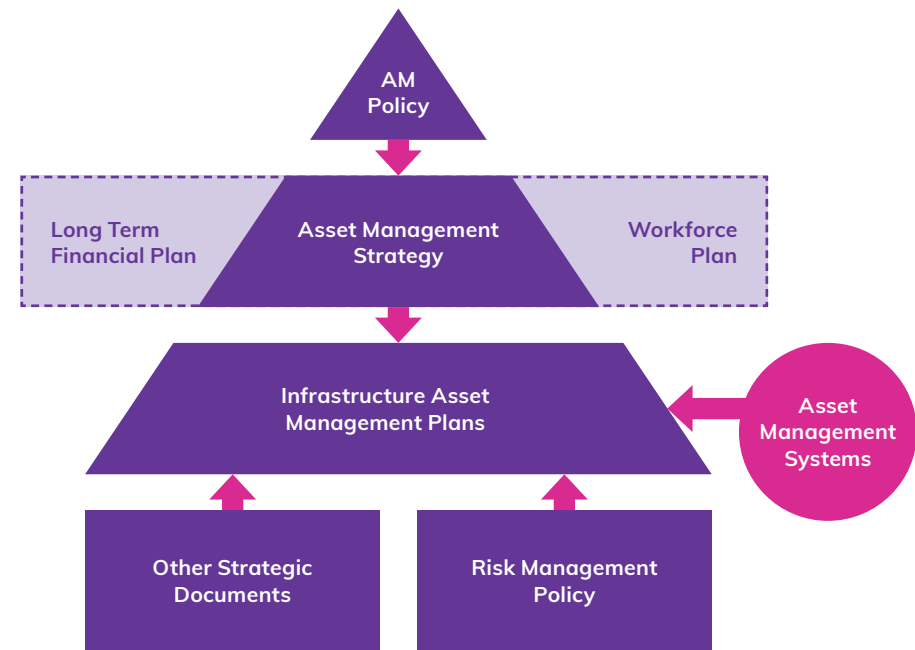 AM
Policy
Long Term
Financial Plan
Asset Management
Strategy
Workforce
Plan
Infrastructure Asset
Management Plans
Asset
Management
Systems
Other Strategic
Documents
Risk Management
Policy